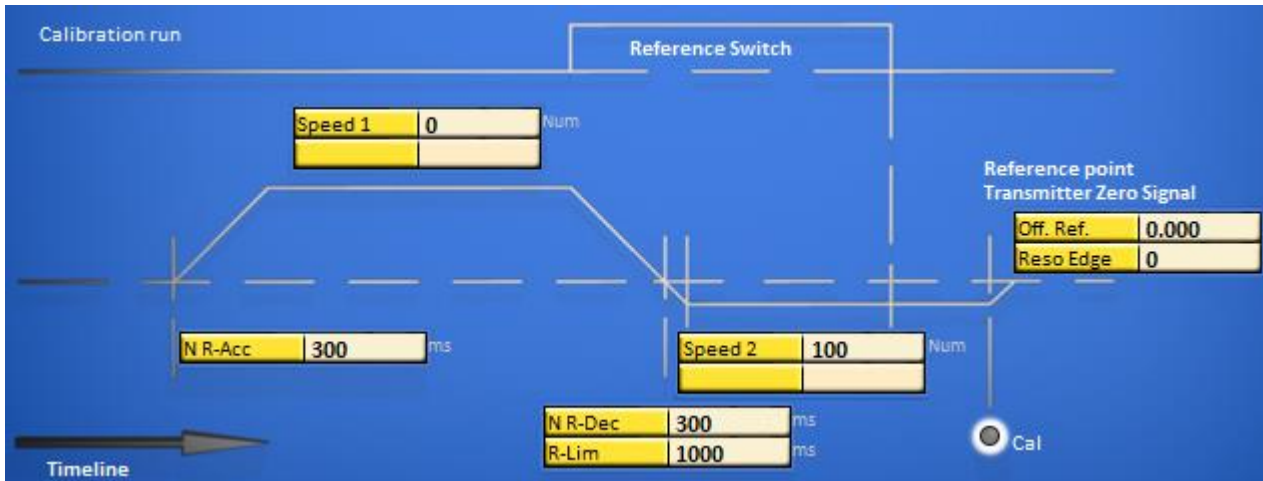 Calibration run
Reference Switch
Speed 1 0 Num
Reference point
Transmitter Zero Signal
Off. Ref. 0.000
Reso Edge 0
N R-Acc 300 ms
Speed 2 100 Num
N R-Dec 300 ms
R-Lim 1000 ms
Cal
Timeline